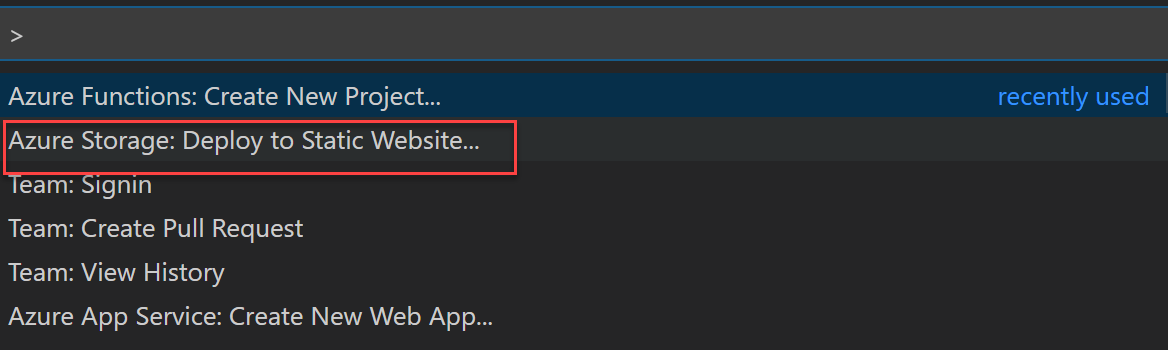 >
Azure Functions: Create New Project...
recently used
Azure Storage: Deploy to Static Website...
Team: Signin
Team: Create Pull Request
Team: View History
Azure App Service: Create New Web App...